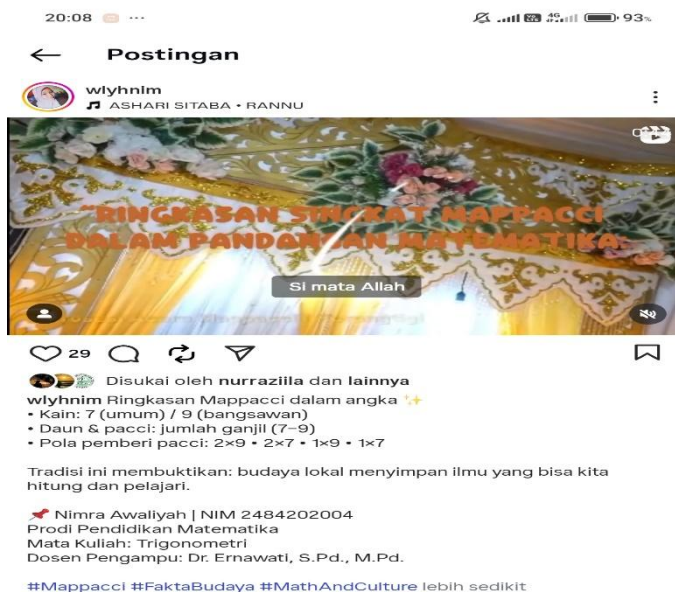 20:08
93%
Postingan
wlyhnim
ASHARI SITABA • RANNU
"RINGKASAN SINGKAT MAPPACCI
DALAM PANDANGAN MATEMATIKA.
Si mata Allah
29
Disukai oleh nurraziila dan lainnya
wlyhnim Ringkasan Mappacci dalam angka
• Kain: 7 (umum) / 9 (bangsawan)
• Daun & pacci: jumlah ganjil (7–9)
• Pola pemberi pacci: 2×9 • 2×7 • 1×9 • 1×7
Tradisi ini membuktikan: budaya lokal menyimpan ilmu yang bisa kita
hitung dan pelajari.
Nimra Awaliyah | NIM 2484202004
Prodi Pendidikan Matematika
Mata Kuliah: Trigonometri
Dosen Pengampu: Dr. Ernawati, S.Pd., M.Pd.
#Mappacci #FaktaBudaya #MathAndCulture lebih sedikit